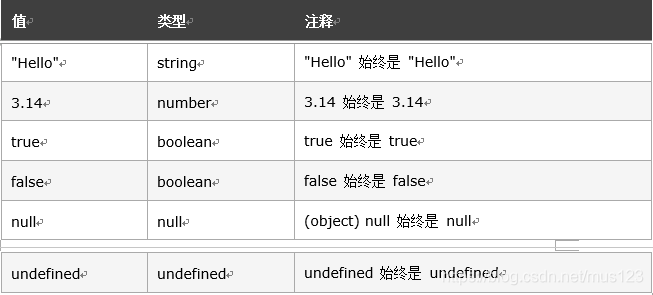 值 类型 注释
"Hello" string "Hello" 始终是 "Hello"
3.14 number 3.14 始终是 3.14
true boolean true 始终是 true
false boolean false 始终是 false
null null (object) null 始终是 null
undefined undefined undefined 始终是 undefined
https://blog.csdn.net/mus123